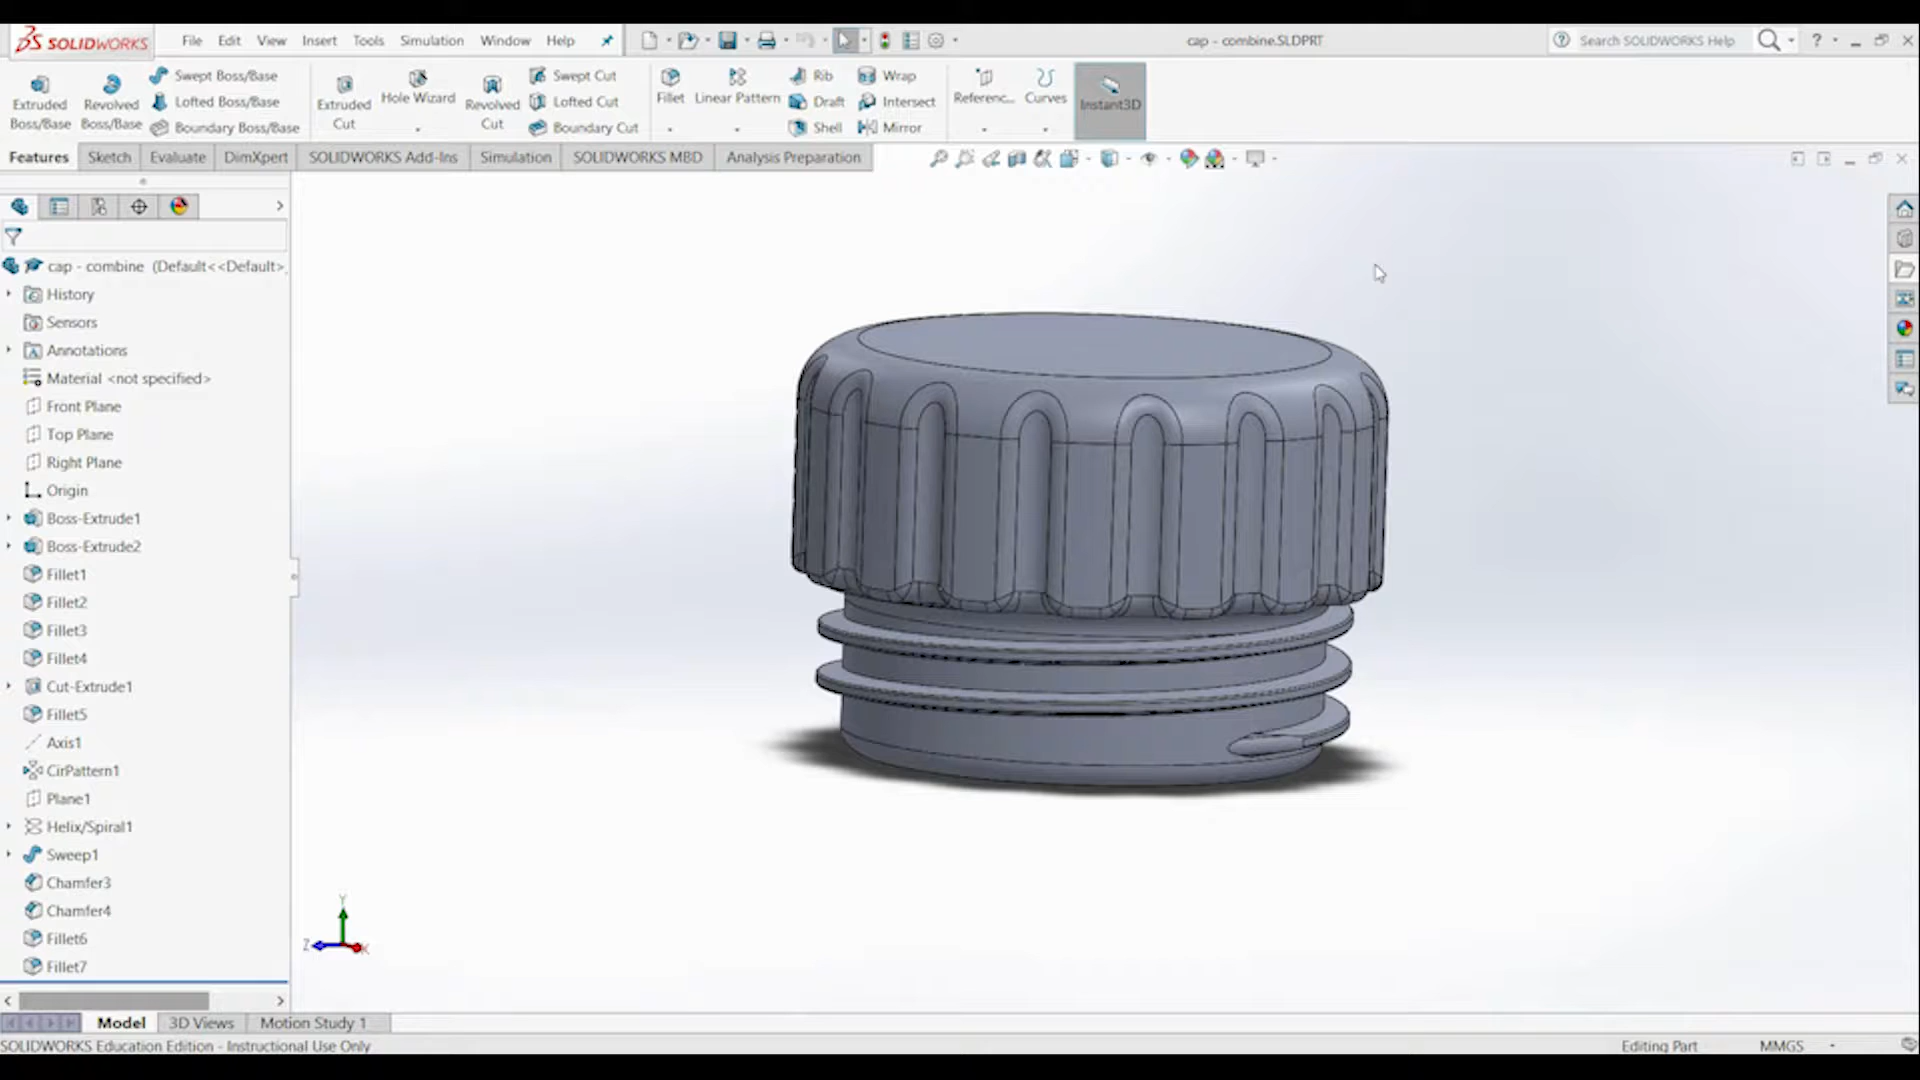 SOLIDWORKS File Edit View Insert Tools Simulation Window Help cap - combine.SLDPRT Search SOLIDWORKS Help ?
Extruded Boss/Base
Revolved Boss/Base
Swept Boss/Base
Lofted Boss/Base
Boundary Boss/Base
Extruded Cut
Hole Wizard
Revolved Cut
Swept Cut
Lofted Cut
Boundary Cut
Fillet
Linear Pattern
Rib
Draft
Shell
Wrap
Intersect
Mirror
Referenc...
Curves
Instant3D
Features Sketch Evaluate DimXpert SOLIDWORKS Add-Ins Simulation SOLIDWORKS MBD Analysis Preparation
cap - combine (Default<<Default>
History
Sensors
Annotations
Material <not specified>
Front Plane
Top Plane
Right Plane
Origin
Boss-Extrude1
Boss-Extrude2
Fillet1
Fillet2
Fillet3
Fillet4
Cut-Extrude1
Fillet5
Axis1
CirPattern1
Plane1
Helix/Spiral1
Sweep1
Chamfer3
Chamfer4
Fillet6
Fillet7
Y
Z X
Model 3D Views Motion Study 1
SOLIDWORKS Education Edition - Instructional Use Only Editing Part MMGS -